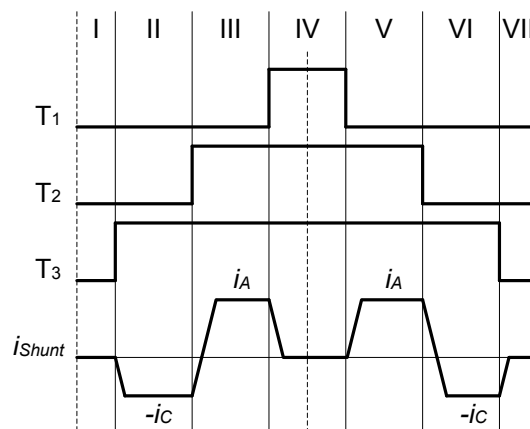 I II III IV V VI VII
T1
T2
T3
iA iA
iShunt
-iC -iC